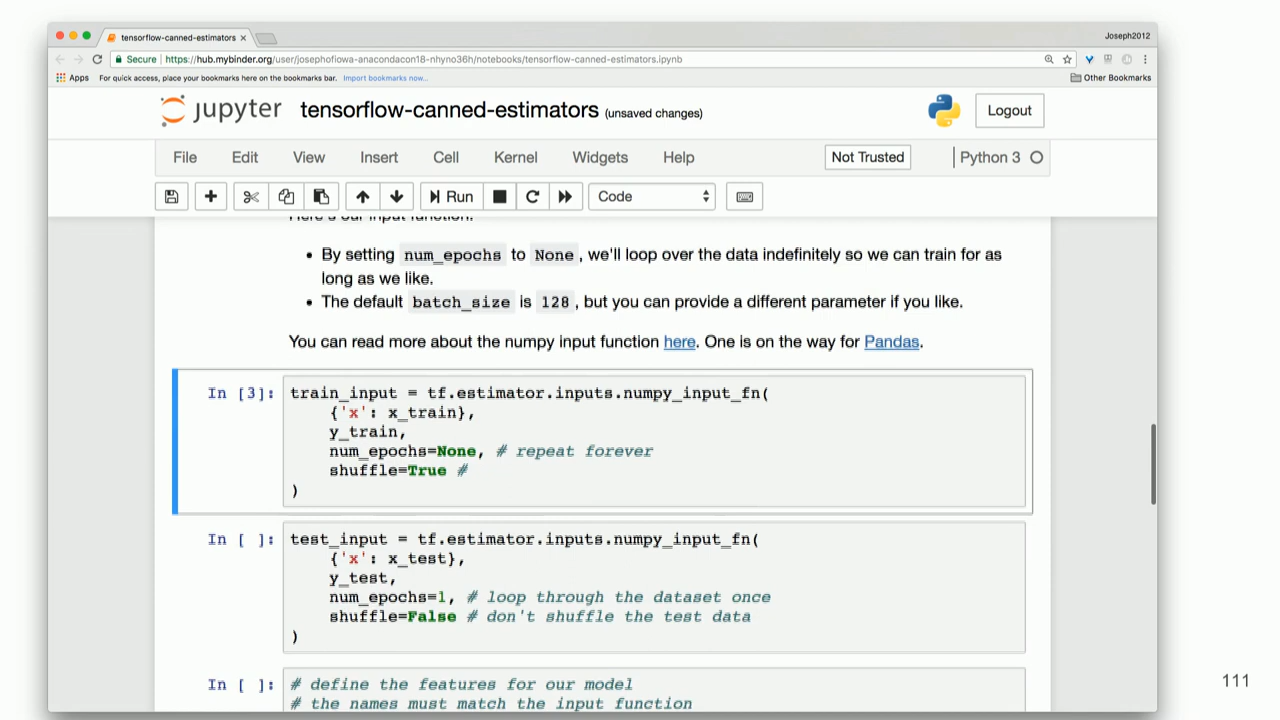 tensorflow-canned-estimators ×
Joseph2012
Secure | https://hub.mybinder.org/user/josephofiowa-anacondacon18-nhyno36h/notebooks/tensorflow-canned-estimators.ipynb
Apps For quick access, place your bookmarks here on the bookmarks bar. Import bookmarks now... Other Bookmarks
jupyter tensorflow-canned-estimators (unsaved changes) Logout
File Edit View Insert Cell Kernel Widgets Help Not Trusted | Python 3
Run Code
Here's our input function.
• By setting num_epochs to None , we'll loop over the data indefinitely so we can train for as
long as we like.
• The default batch_size is 128 , but you can provide a different parameter if you like.
You can read more about the numpy input function here. One is on the way for Pandas.
In [3]: train_input = tf.estimator.inputs.numpy_input_fn(
{'x': x_train},
y_train,
num_epochs=None, # repeat forever
shuffle=True #
)
In [ ]: test_input = tf.estimator.inputs.numpy_input_fn(
{'x': x_test},
y_test,
num_epochs=1, # loop through the dataset once
shuffle=False # don't shuffle the test data
)
In [ ]: # define the features for our model
# the names must match the input function
111